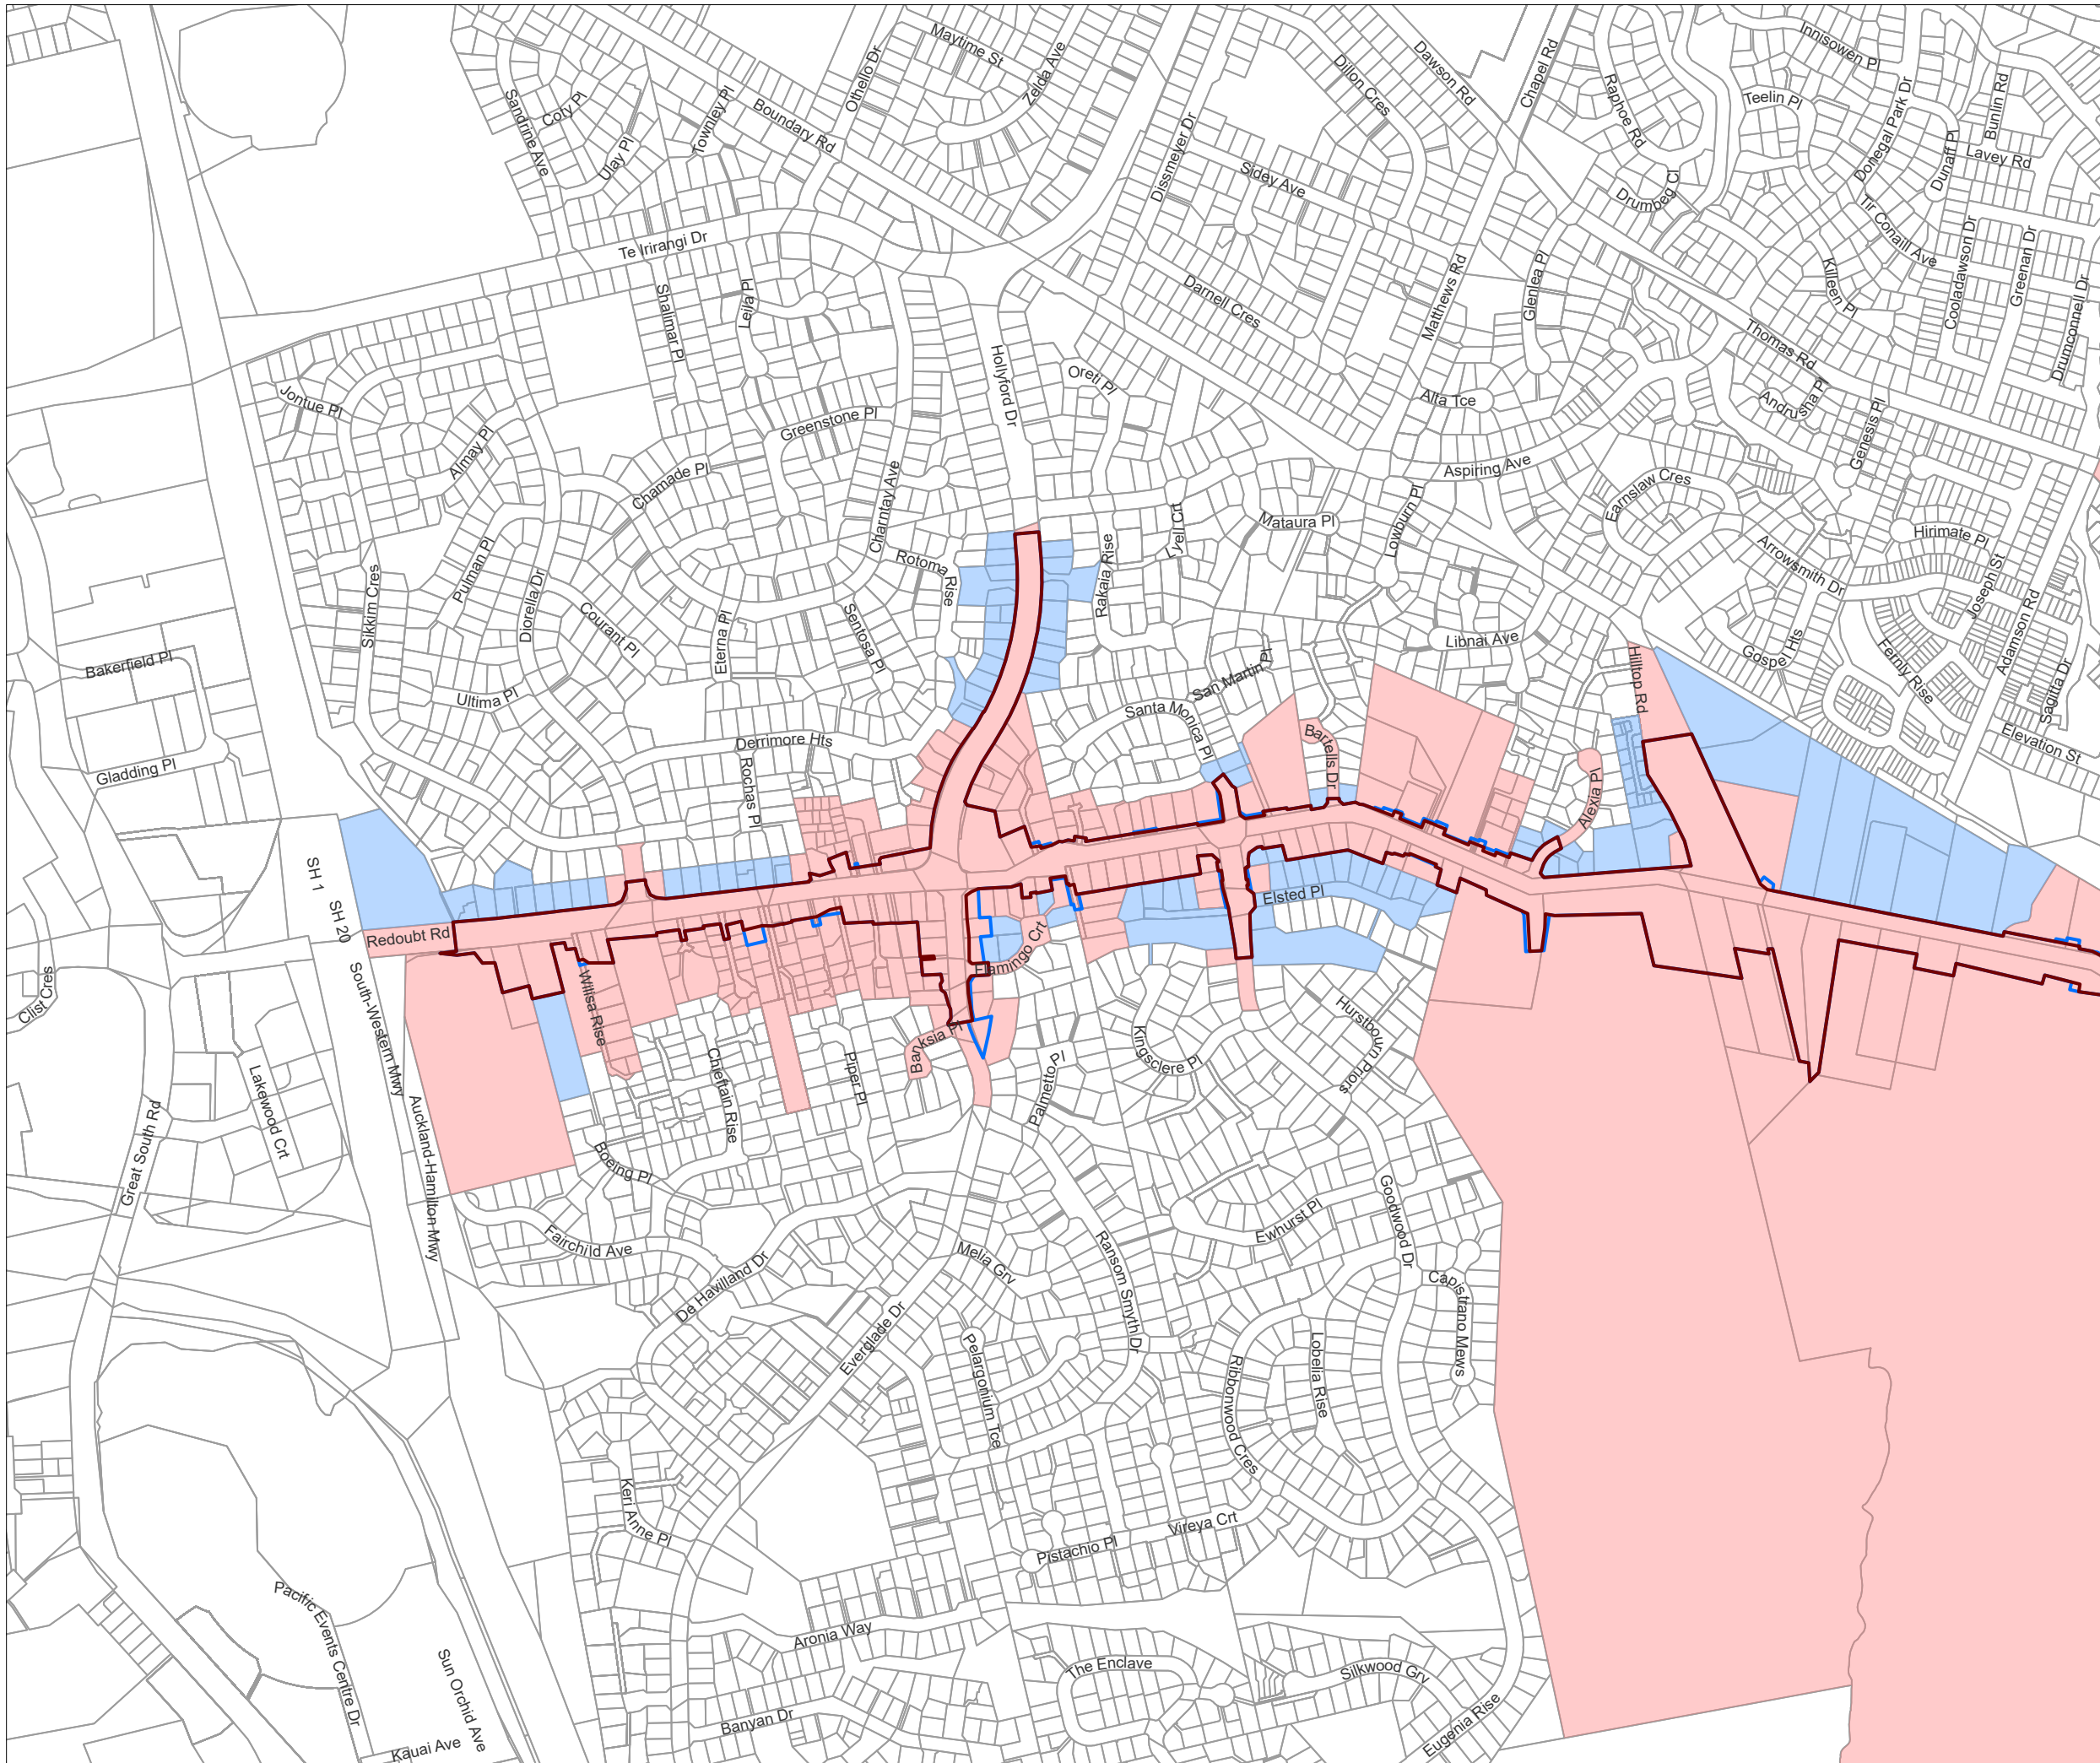 Innisowen Pl
Maytime St
Othello Dr
Zelda Ave
Dawson Rd
Chapel Rd
Dillon Cres
Raphoe Rd
Teelin Pl
Donegal Park Dr
Bunlin Rd
Sandrine Ave
Cory Pl
Townley Pl
Boundary Rd
Ulay Pl
Dissmeyer Dr
Sidey Ave
Drumbeg Cl
Dunaff Pl
Lavey Rd
Tir Conaill Ave
Te Irirangi Dr
Leila Pl
Shalimar Pl
Darnell Cres
Matthews Rd
Glenlea Pl
Killeen Pl
Cooladawson Dr
Greenan Dr
Drumconnell Dr
Thomas Rd
Jontue Pl
Almay Pl
Greenstone Pl
Hollyford Dr
Oreti Pl
Alta Tce
Andrusha Pl
Genesis Pl
Chamade Pl
Charntay Ave
Aspiring Ave
Earnslaw Cres
Lyell Crt
Mataura Pl
Lowburn Pl
Hirimate Pl
Arrowsmith Dr
Joseph St
Adamson Rd
Pulman Pl
Rotoma Rise
Rakaia Rise
Sikkim Cres
Diorella Dr
Courant Pl
Eterna Pl
Sentosa Pl
Libnai Ave
Hilltop Rd
Gospel Hts
Fernly Rise
Sagitta Dr
Bakerfield Pl
Ultima Pl
San Martin Pl
Santa Monica Pl
Elevation St
Gladding Pl
Derrimore Hts
Rochas Pl
Bartells Dr
Alexia Pl
SH 1
SH 20
Redoubt Rd
Elsted Pl
Flamingo Crt
Clist Cres
South-Western Mwy
Willsa Rise
Banksia Pl
Hurstbourn Priors
Kingsclere Pl
Lakewood Crt
Chieftain Rise
Piper Pl
Palmetto Pl
Great South Rd
Auckland-Hamilton Mwy
Boeing Pl
Fairchild Ave
De Havilland Dr
Melia Grv
Ransom Smyth Dr
Ewhurst Pl
Goodwood Dr
Capistrano Mews
Everglade Dr
Pelargonium Tce
Ribbonwood Cres
Lobelia Rise
Keri Anne Pl
Pistachio Pl
Vireya Crt
Pacific Events Centre Dr
Sun Orchid Ave
Aronia Way
The Enclave
Silkwood Grv
Banyan Dr
Eugenia Rise
Kauai Ave